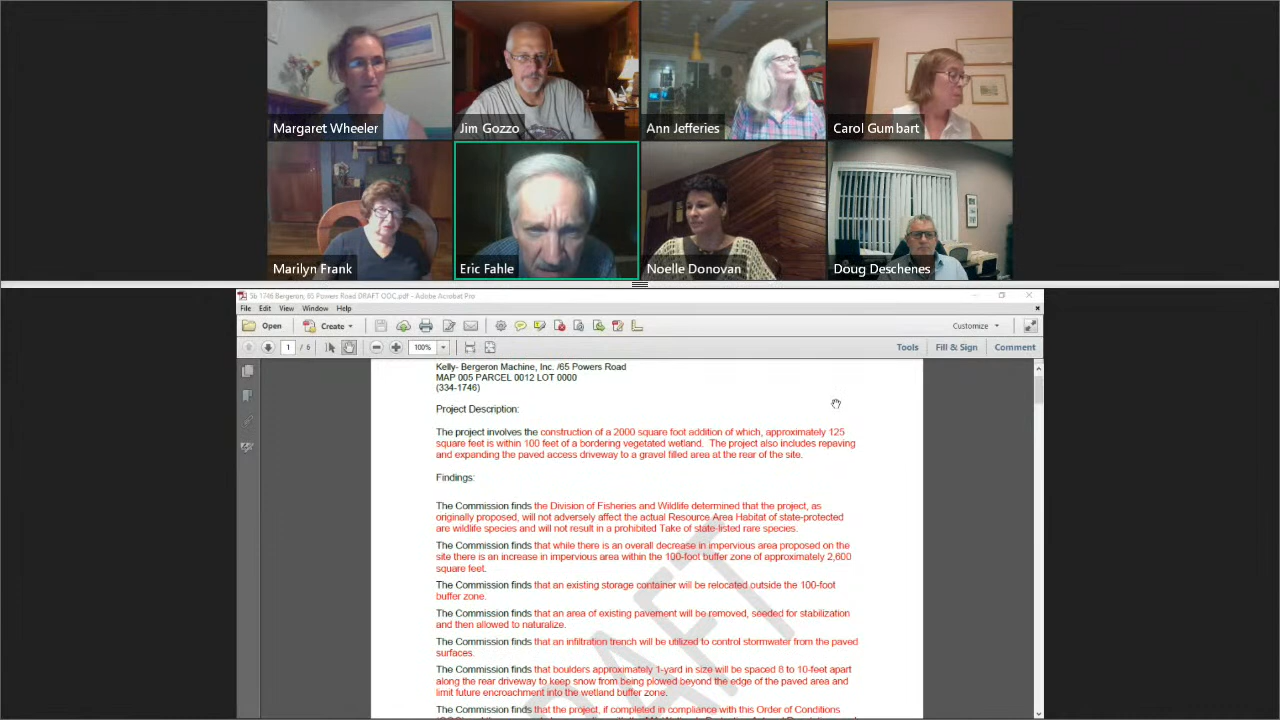 Margaret Wheeler
Jim Gozzo
Ann Jefferies
Carol Gumbart
Marilyn Frank
Eric Fahle
Noelle Donovan
Doug Deschenes
5b 1746 Bergeron; 65 Powers Road DRAFT OOC.pdf - Adobe Acrobat Pro
File Edit View Window Help
Open Create Customize
1 / 6 100% Tools Fill & Sign Comment
Kelly- Bergeron Machine, Inc. /65 Powers Road
MAP 005 PARCEL 0012 LOT 0000
(334-1746)
Project Description:
The project involves the construction of a 2000 square foot addition of which, approximately 125
square feet is within 100 feet of a bordering vegetated wetland. The project also includes repaving
and expanding the paved access driveway to a gravel filled area at the rear of the site.
Findings:
The Commission finds the Division of Fisheries and Wildlife determined that the project, as
originally proposed, will not adversely affect the actual Resource Area Habitat of state-protected
are wildlife species and will not result in a prohibited Take of state-listed rare species.
The Commission finds that while there is an overall decrease in impervious area proposed on the
site there is an increase in impervious area within the 100-foot buffer zone of approximately 2,600
square feet.
The Commission finds that an existing storage container will be relocated outside the 100-foot
buffer zone.
The Commission finds that an area of existing pavement will be removed, seeded for stabilization
and then allowed to naturalize.
The Commission finds that an infiltration trench will be utilized to control stormwater from the paved
surfaces.
The Commission finds that boulders approximately 1-yard in size will be spaced 8 to 10-feet apart
along the rear driveway to keep snow from being plowed beyond the edge of the paved area and
limit future encroachment into the wetland buffer zone.
The Commission finds that the project, if completed in compliance with this Order of Conditions
DRAFT